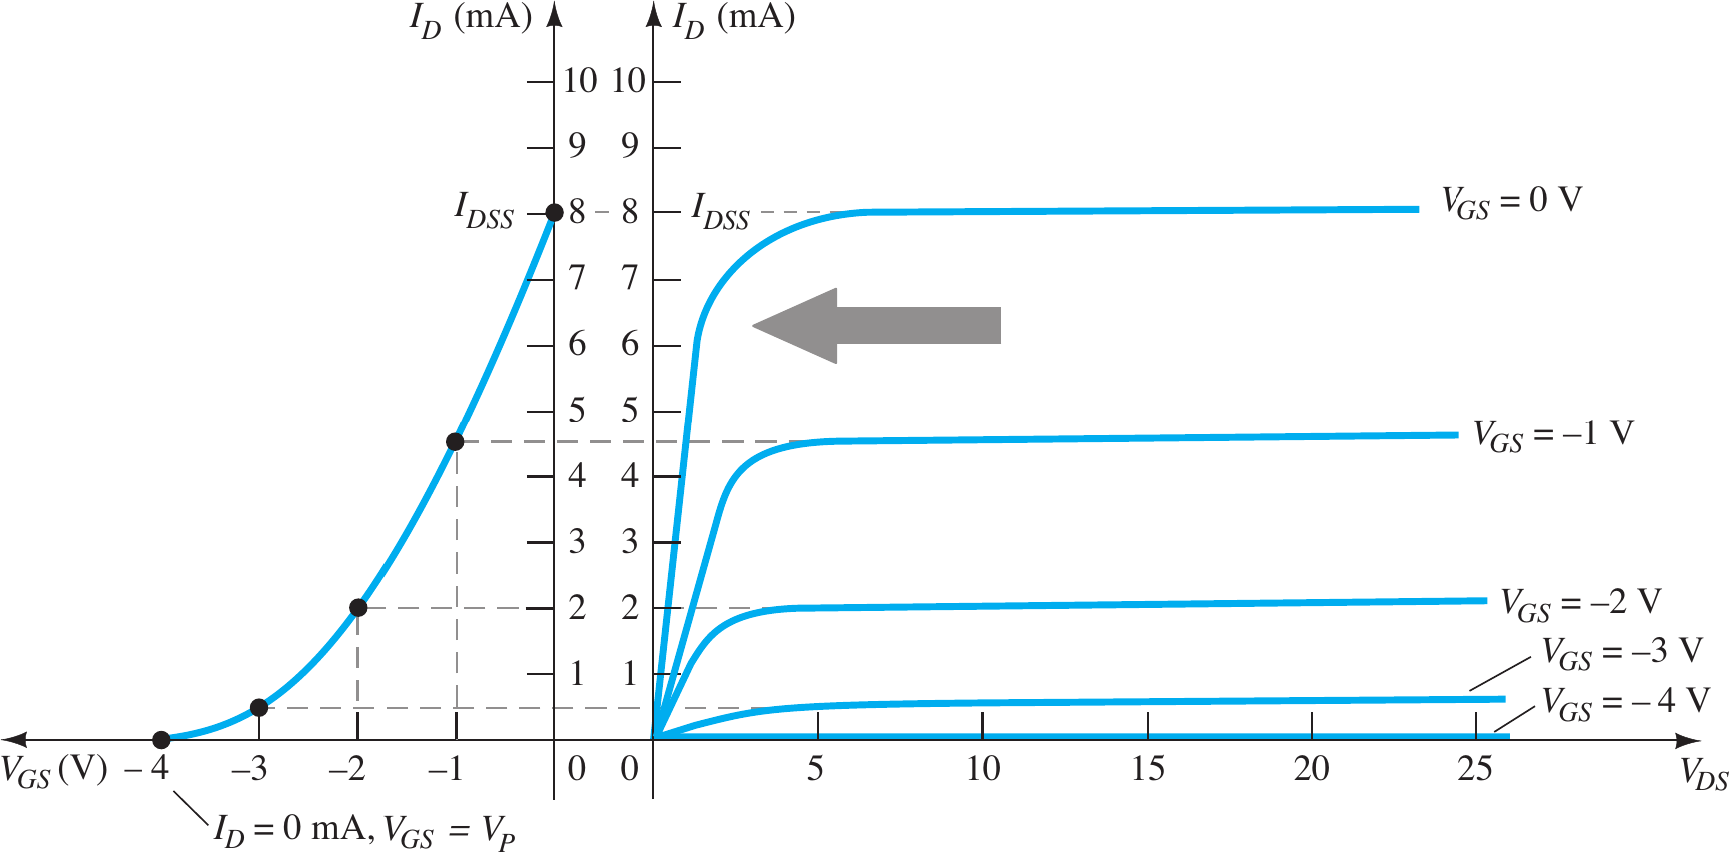 I_D (mA) I_D (mA)
10 10
9 9
I_DSS 8 8 I_DSS V_GS = 0 V
7 7
6 6
5 5
V_GS = –1 V
4 4
3 3
2 2 V_GS = –2 V
V_GS = –3 V
1 1
V_GS = – 4 V
V_GS (V) – 4 –3 –2 –1 0 0 5 10 15 20 25 V_DS
I_D = 0 mA, V_GS = V_P